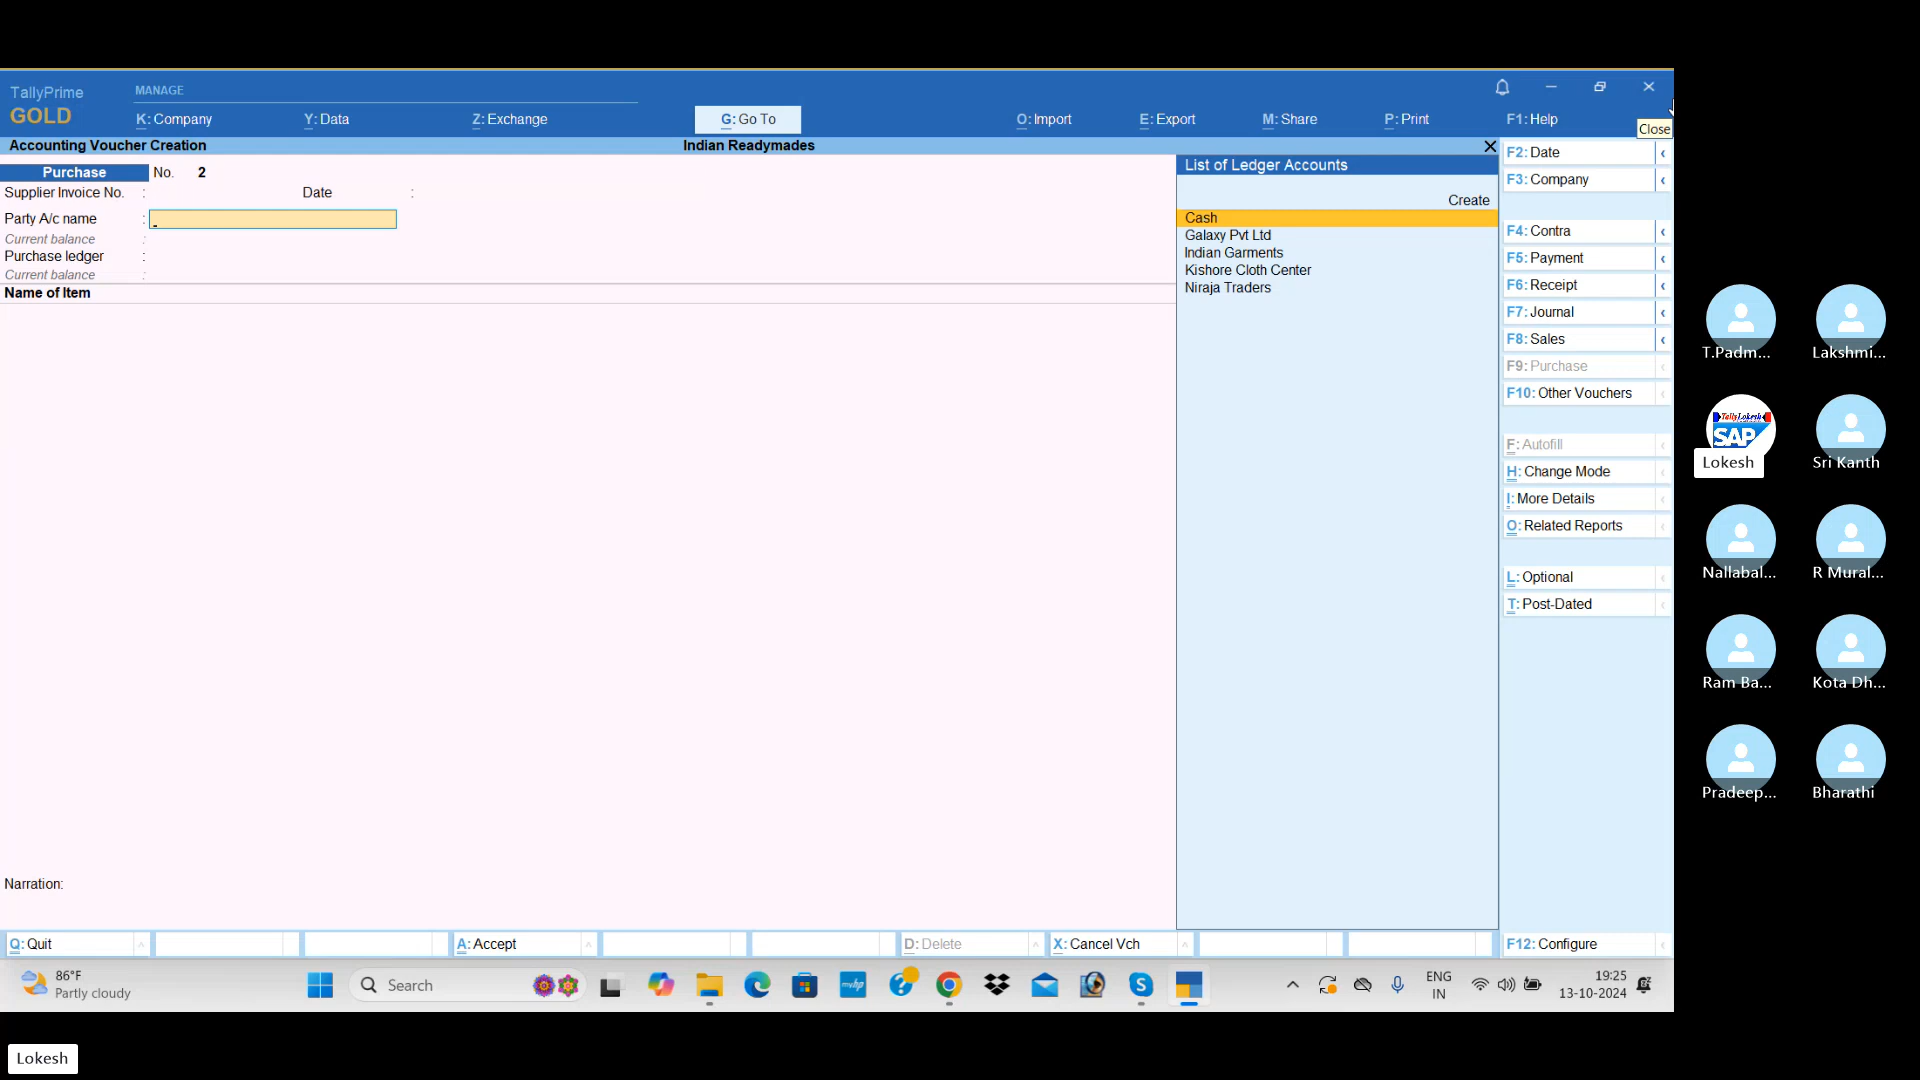 TallyPrime
GOLD
MANAGE
K: Company
Y: Data
Z: Exchange
G: Go To
O: Import
E: Export
M: Share
P: Print
F1: Help
Close
Accounting Voucher Creation
Indian Readymades
Purchase No. 2
Supplier Invoice No. :
Date :
Party A/c name :
Current balance :
Purchase ledger :
Current balance :
Name of Item
Narration:
List of Ledger Accounts
Create
Cash
Galaxy Pvt Ltd
Indian Garments
Kishore Cloth Center
Niraja Traders
F2: Date
F3: Company
F4: Contra
F5: Payment
F6: Receipt
F7: Journal
F8: Sales
F9: Purchase
F10: Other Vouchers
F: Autofill
H: Change Mode
I: More Details
O: Related Reports
L: Optional
T: Post-Dated
F12: Configure
Q: Quit
A: Accept
D: Delete
X: Cancel Vch
T.Padm...
Lakshmi...
TallyLokesh
SAP
Lokesh
Sri Kanth
Nallabal...
R Mural...
Ram Ba...
Kota Dh...
Pradeep...
Bharathi
86°F
Partly cloudy
Search
myhp
ENG
IN
19:25
13-10-2024
Lokesh